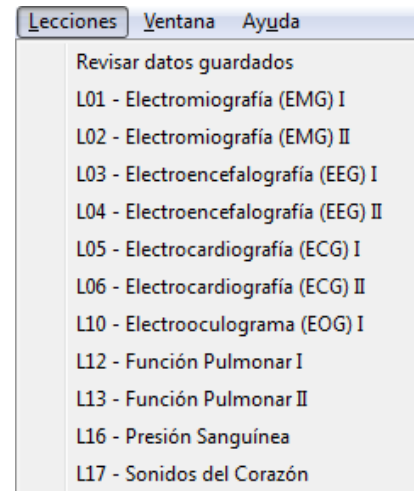 Lecciones Ventana Ayuda
Revisar datos guardados
L01 - Electromiografía (EMG) I
L02 - Electromiografía (EMG) II
L03 - Electroencefalografía (EEG) I
L04 - Electroencefalografía (EEG) II
L05 - Electrocardiografía (ECG) I
L06 - Electrocardiografía (ECG) II
L10 - Electrooculograma (EOG) I
L12 - Función Pulmonar I
L13 - Función Pulmonar II
L16 - Presión Sanguínea
L17 - Sonidos del Corazón